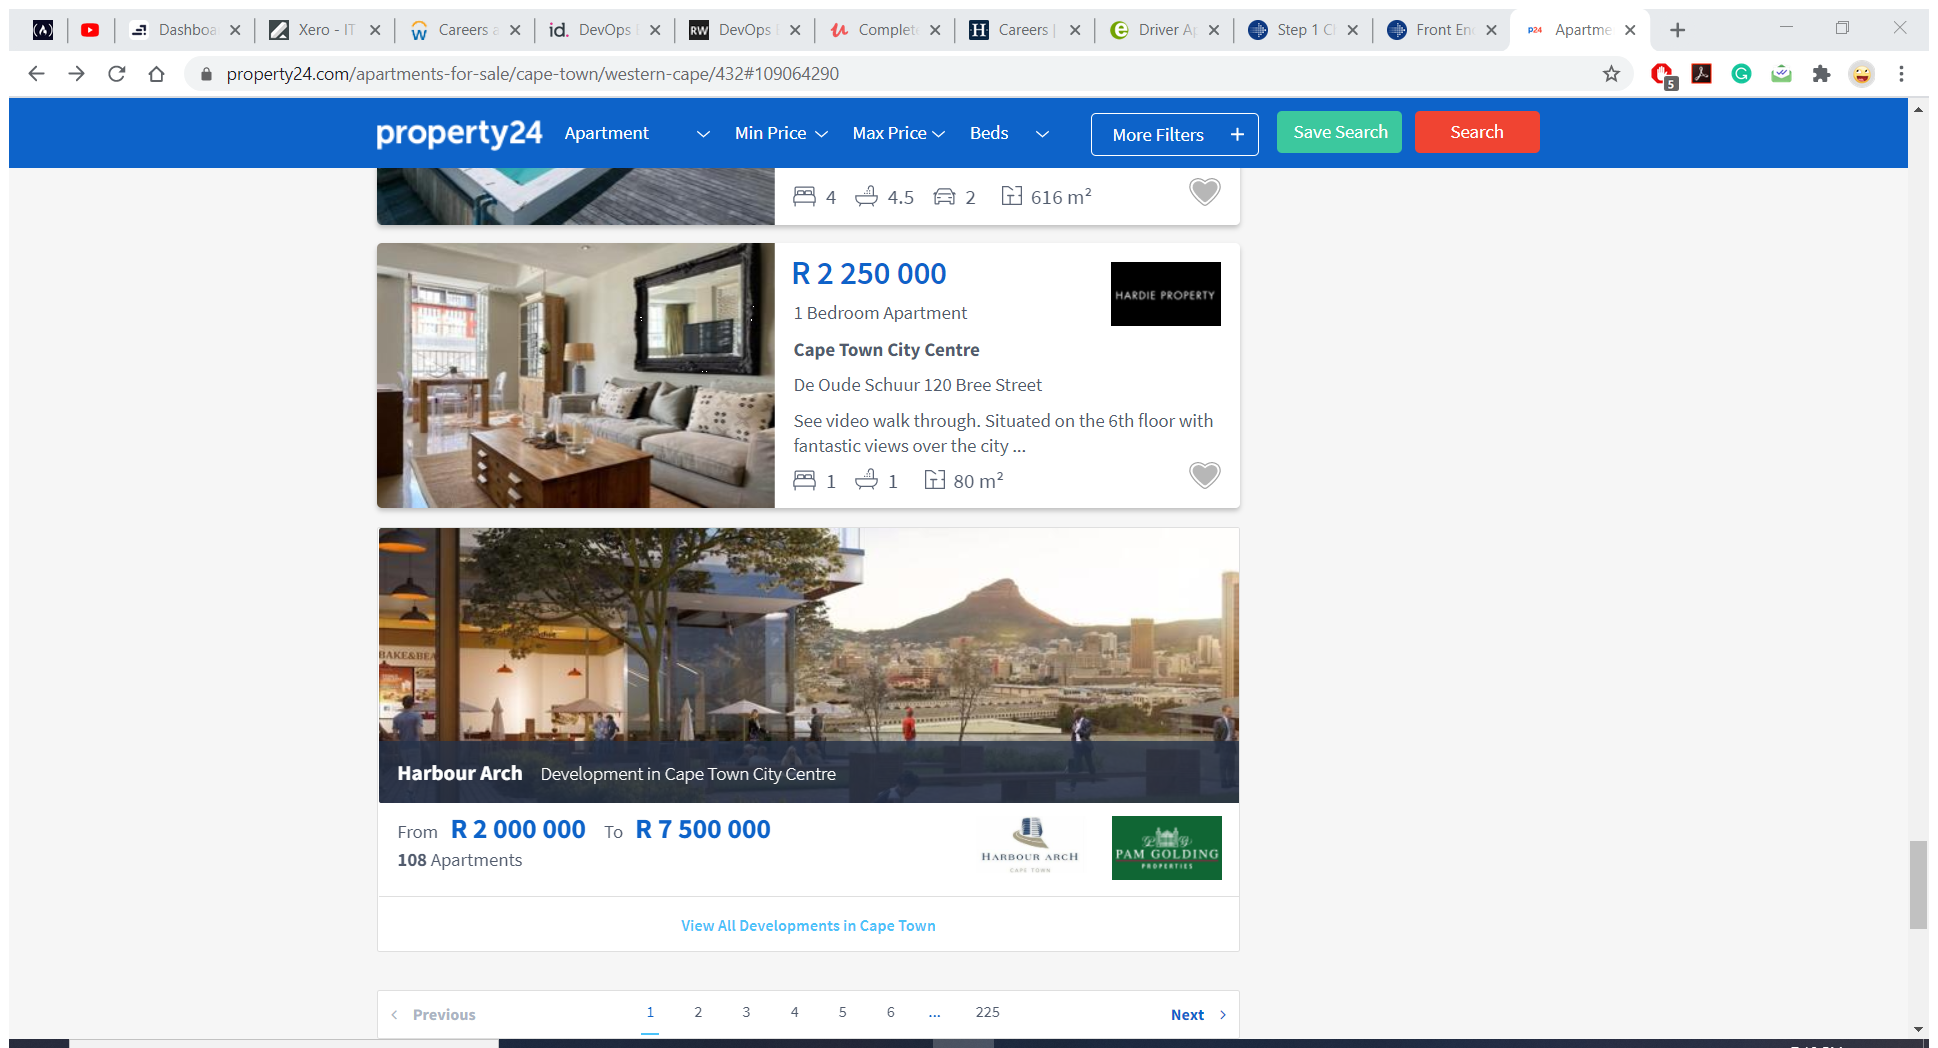 Dashboa
Xero - IT
Careers a
id. DevOps
RW DevOps
Complet
H Careers |
Driver Ap
Step 1 C
Front En
P24 Apartme
property24.com/apartments-for-sale/cape-town/western-cape/432#109064290
5
property24 Apartment Min Price Max Price Beds More Filters + Save Search Search
4 4.5 2 616 m²
R 2 250 000
HARDIE PROPERTY
1 Bedroom Apartment
Cape Town City Centre
De Oude Schuur 120 Bree Street
See video walk through. Situated on the 6th floor with
fantastic views over the city ...
1 1 80 m²
BAKE&BEA
Harbour Arch Development in Cape Town City Centre
From R 2 000 000 To R 7 500 000
108 Apartments
HARBOUR ARCH
CAPE TOWN
PAM GOLDING
PROPERTIES
View All Developments in Cape Town
< Previous 1 2 3 4 5 6 ... 225 Next >